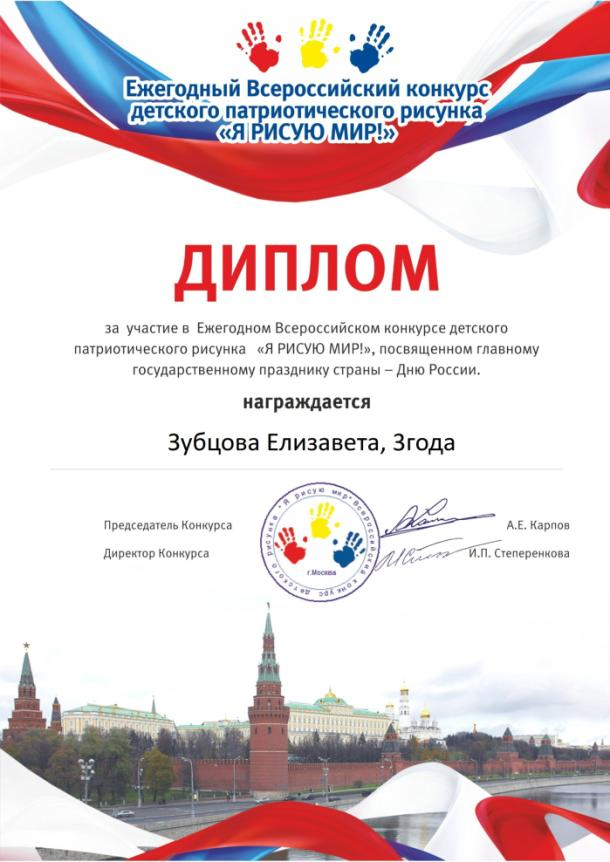 Ежегодный Всероссийский конкурс
детского патриотического рисунка
«Я РИСУЮ МИР!»
ДИПЛОМ
за участие в Ежегодном Всероссийском конкурсе детского
патриотического рисунка «Я РИСУЮ МИР!», посвященном главному
государственному празднику страны – Дню России.
награждается
Зубцова Елизавета, 3года
Председатель Конкурса
А.Е. Карпов
Директор Конкурса
И.П. Степеренкова
"Я рисую мир" Всероссийский конкурс детского рисунка
г.Москва